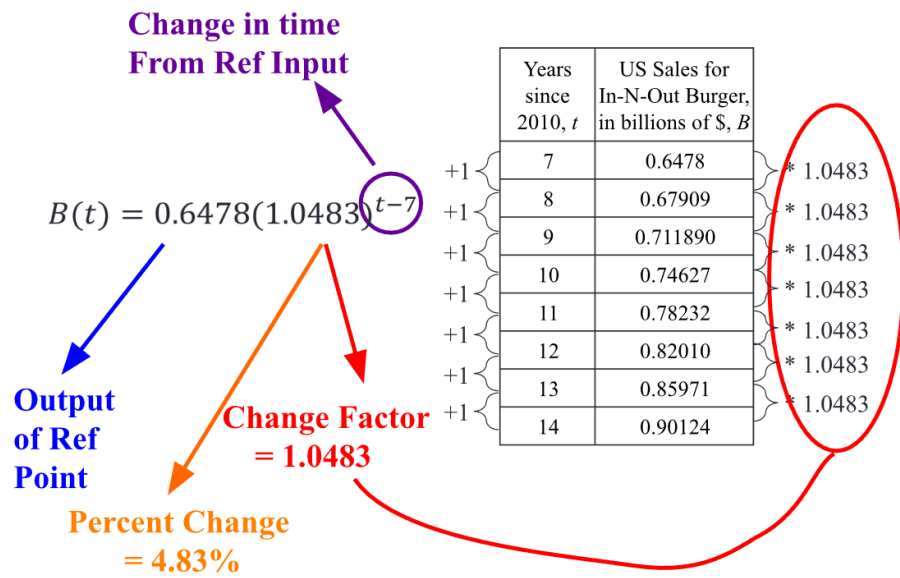 Change in time
From Ref Input
B(t) = 0.6478(1.0483)^{t−7}
Output
of Ref
Point
Change Factor
= 1.0483
Percent Change
= 4.83%
Years since 2010, t | US Sales for In-N-Out Burger, in billions of $, B
7 | 0.6478
8 | 0.67909
9 | 0.711890
10 | 0.74627
11 | 0.78232
12 | 0.82010
13 | 0.85971
14 | 0.90124
+1
+1
+1
+1
+1
+1
+1
* 1.0483
* 1.0483
* 1.0483
* 1.0483
* 1.0483
* 1.0483
* 1.0483